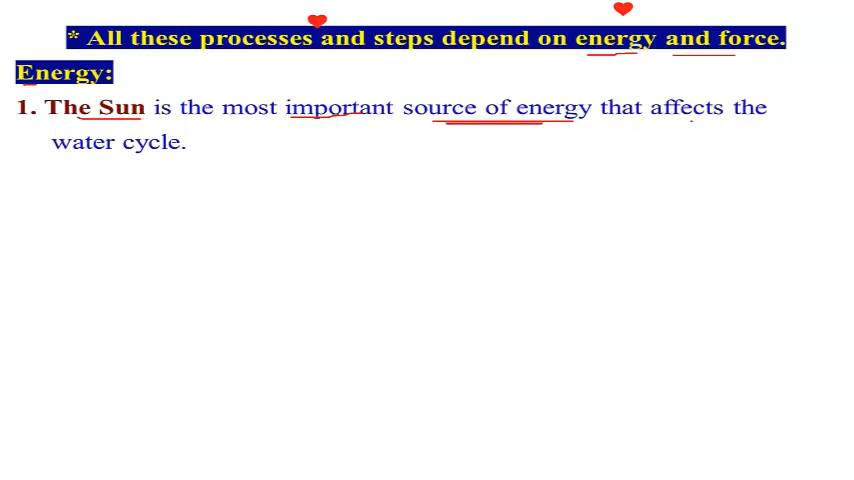 * All these processes and steps depend on energy and force.
Energy:
1. The Sun is the most important source of energy that affects the
water cycle.